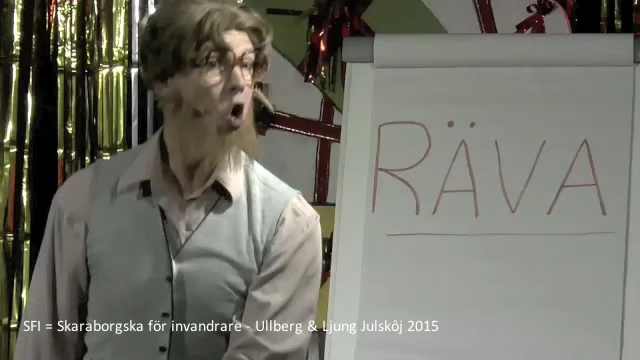 RÄVA
SFI = Skaraborgska för invandrare - Ullberg & Ljung Julskôj 2015